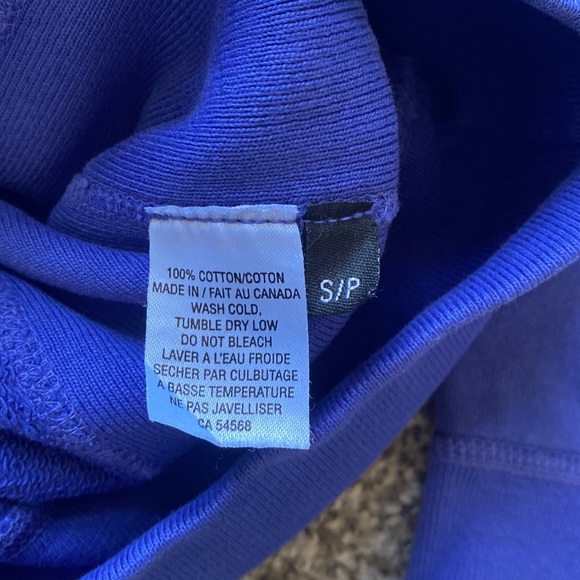 100% COTTON/COTON
MADE IN / FAIT AU CANADA
WASH COLD,
TUMBLE DRY LOW
DO NOT BLEACH
LAVER A L'EAU FROIDE
SECHER PAR CULBUTAGE
A BASSE TEMPERATURE
NE PAS JAVELLISER
CA 54568
S/P